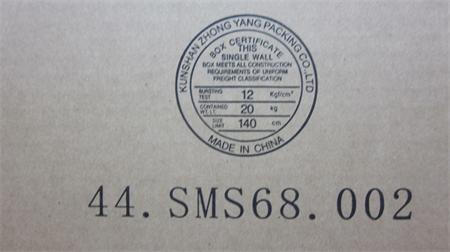 KUNSHAN ZHONG YANG PACKING CO.,LTD
BOX CERTIFICATE
THIS
SINGLE WALL
BOX MEETS ALL CONSTRUCTION
REQUIREMENTS OF UNIFORM
FREIGHT CLASSIFICATION
BURSTING TEST 12 Kgf/cm²
CONTAINED WT. LT. 20 kg
SIZE LIMIT 140 cm
MADE IN CHINA
44.SMS68.002